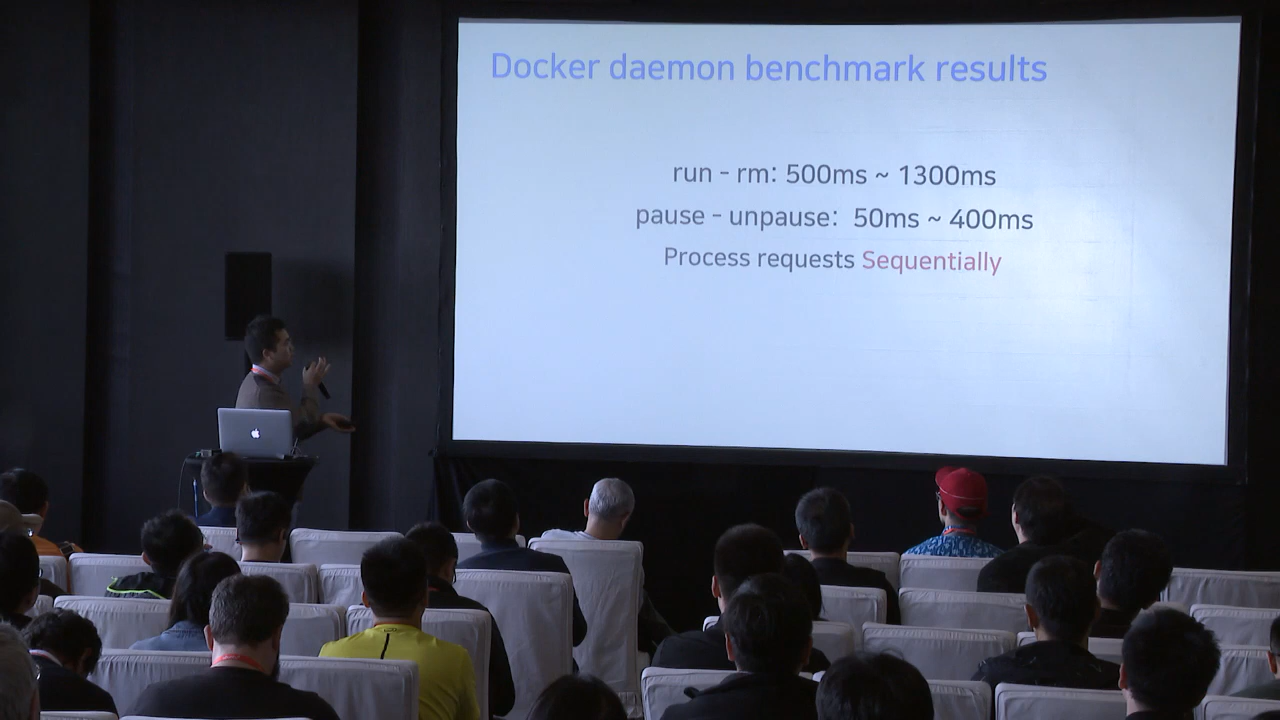 Docker daemon benchmark results
run - rm: 500ms ~ 1300ms
pause - unpause: 50ms ~ 400ms
Process requests Sequentially